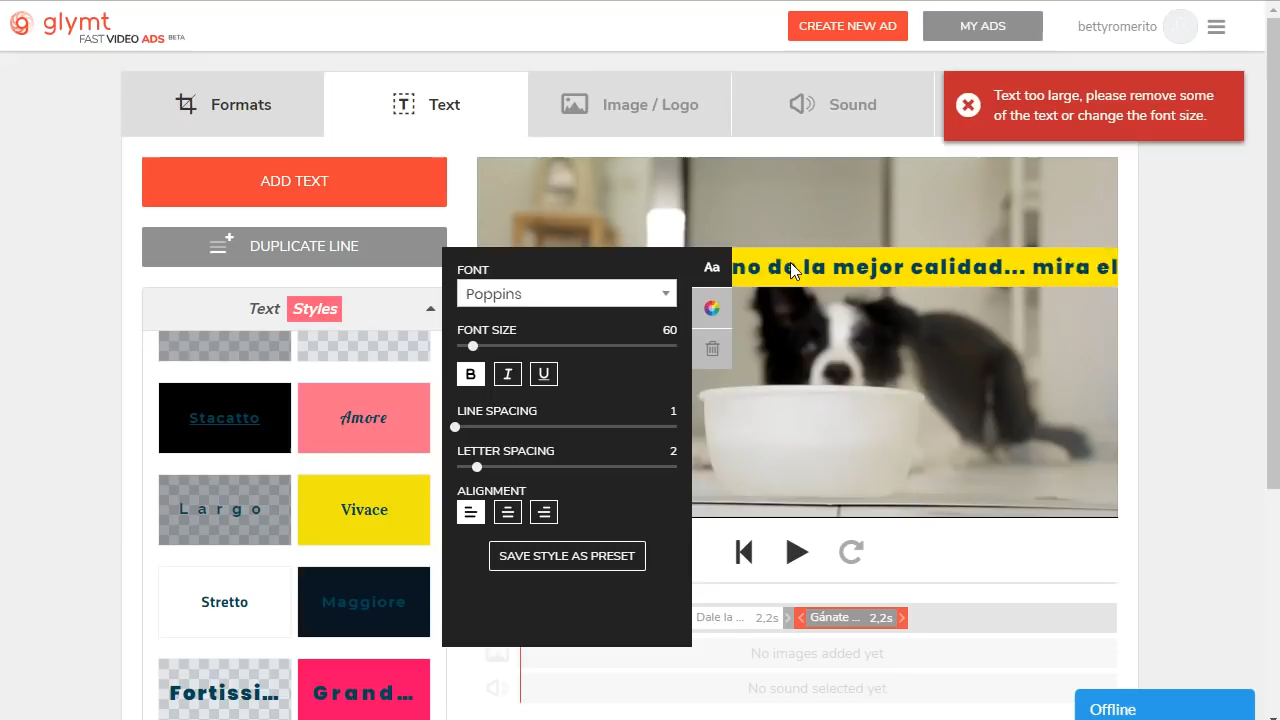 glymt
FAST VIDEO ADS BETA
CREATE NEW AD
MY ADS
bettyromerito
Formats
Text
Image / Logo
Sound
Text too large, please remove some
of the text or change the font size.
ADD TEXT
DUPLICATE LINE
Text Styles
Stacatto
Amore
Largo
Vivace
Stretto
Maggiore
Fortissi...
Grand...
FONT
Poppins
FONT SIZE 60
B I U
LINE SPACING 1
LETTER SPACING 2
ALIGNMENT
SAVE STYLE AS PRESET
Aa
no de la mejor calidad... mira el
Dale la ... 2,2s
Gánate ... 2,2s
No images added yet
No sound selected yet
Offline